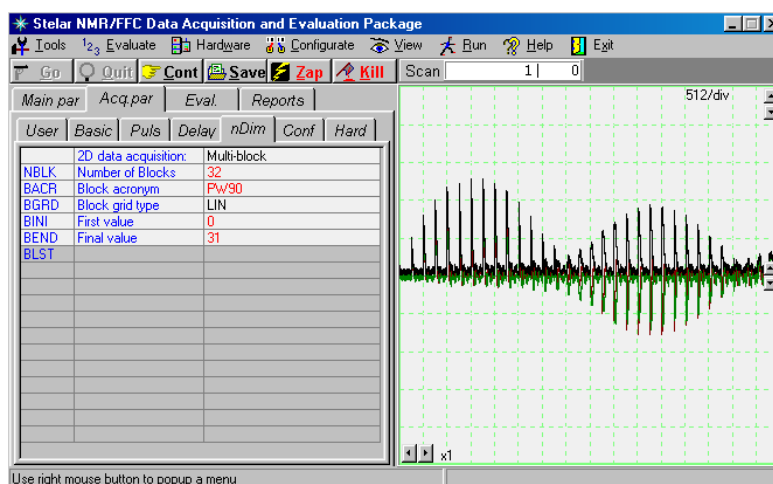 Stelar NMR/FFC Data Acquisition and Evaluation Package
Tools 123 Evaluate Hardware Configurate View Run Help Exit
Go Quit Cont Save Zap Kill Scan 1| 0
Main par Acq.par Eval. Reports
User Basic Puls Delay nDim Conf Hard
512/div
2D data acquisition: Multi-block
NBLK Number of Blocks 32
BACR Block acronym PW90
BGRD Block grid type LIN
BINI First value 0
BEND Final value 31
BLST
x1
Use right mouse button to popup a menu